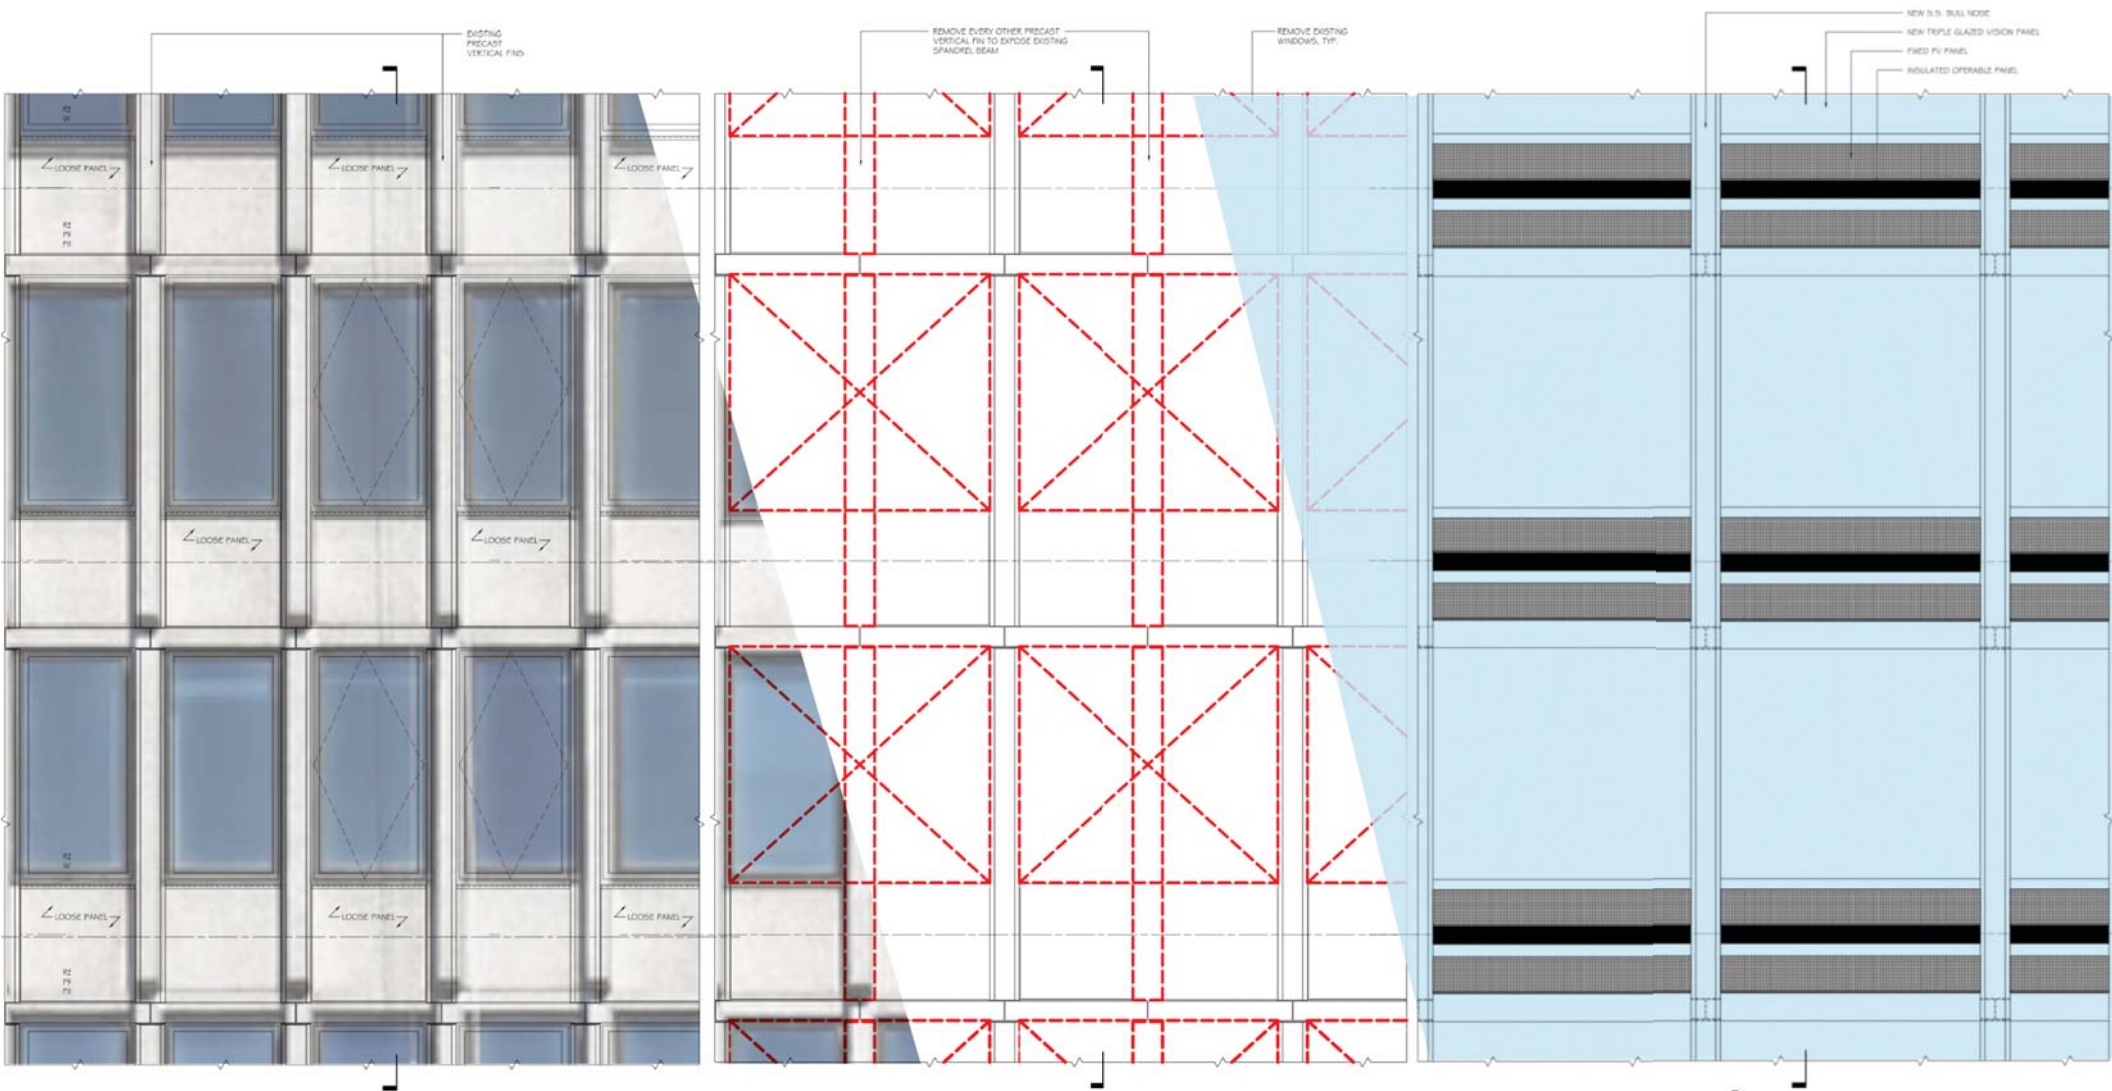 EXISTING
PRECAST
VERTICAL FINS
REMOVE EVERY OTHER PRECAST
VERTICAL FIN TO EXPOSE EXISTING
SPANDREL BEAM
REMOVE EXISTING
WINDOWS, TYP.
NEW S.S. BULL NOSE
NEW TRIPLE GLAZED VISION PANEL
FIXED PV PANEL
INSULATED OPERABLE PANEL
LOOSE PANEL
LOOSE PANEL
LOOSE PANEL
LOOSE PANEL
LOOSE PANEL
LOOSE PANEL
LOOSE PANEL
LOOSE PANEL